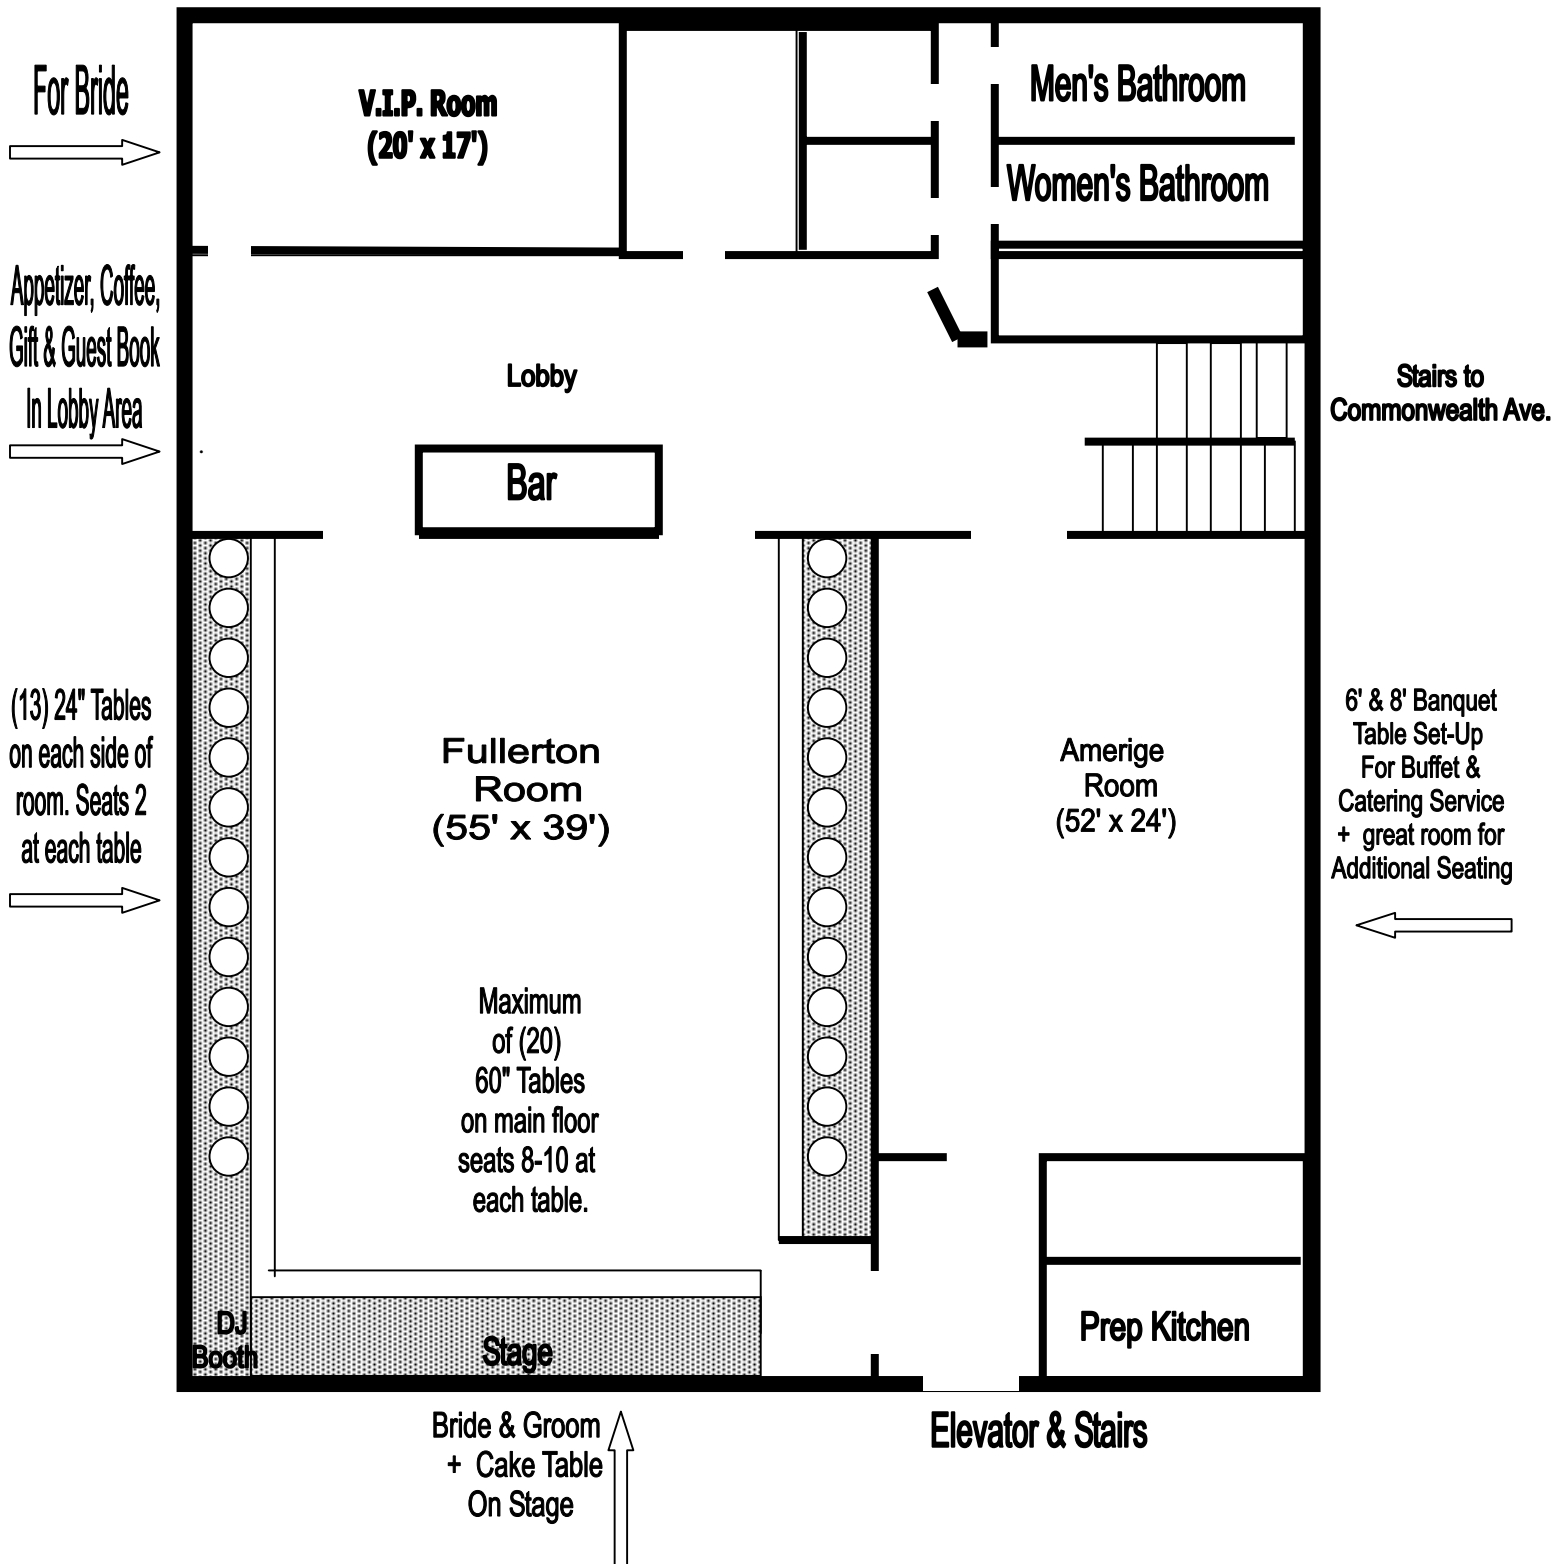 For Bride
V.I.P. Room
(20' x 17')
Men's Bathroom
Women's Bathroom
Appetizer, Coffee,
Gift & Guest Book
In Lobby Area
Lobby
Stairs to
Commonwealth Ave.
Bar
(13) 24" Tables
on each side of
room. Seats 2
at each table
Fullerton
Room
(55' x 39')
Amerige
Room
(52' x 24')
6' & 8' Banquet
Table Set-Up
For Buffet &
Catering Service
+ great room for
Additional Seating
Maximum
of (20)
60" Tables
on main floor
seats 8-10 at
each table.
DJ
Booth
Stage
Prep Kitchen
Bride & Groom
+ Cake Table
On Stage
Elevator & Stairs